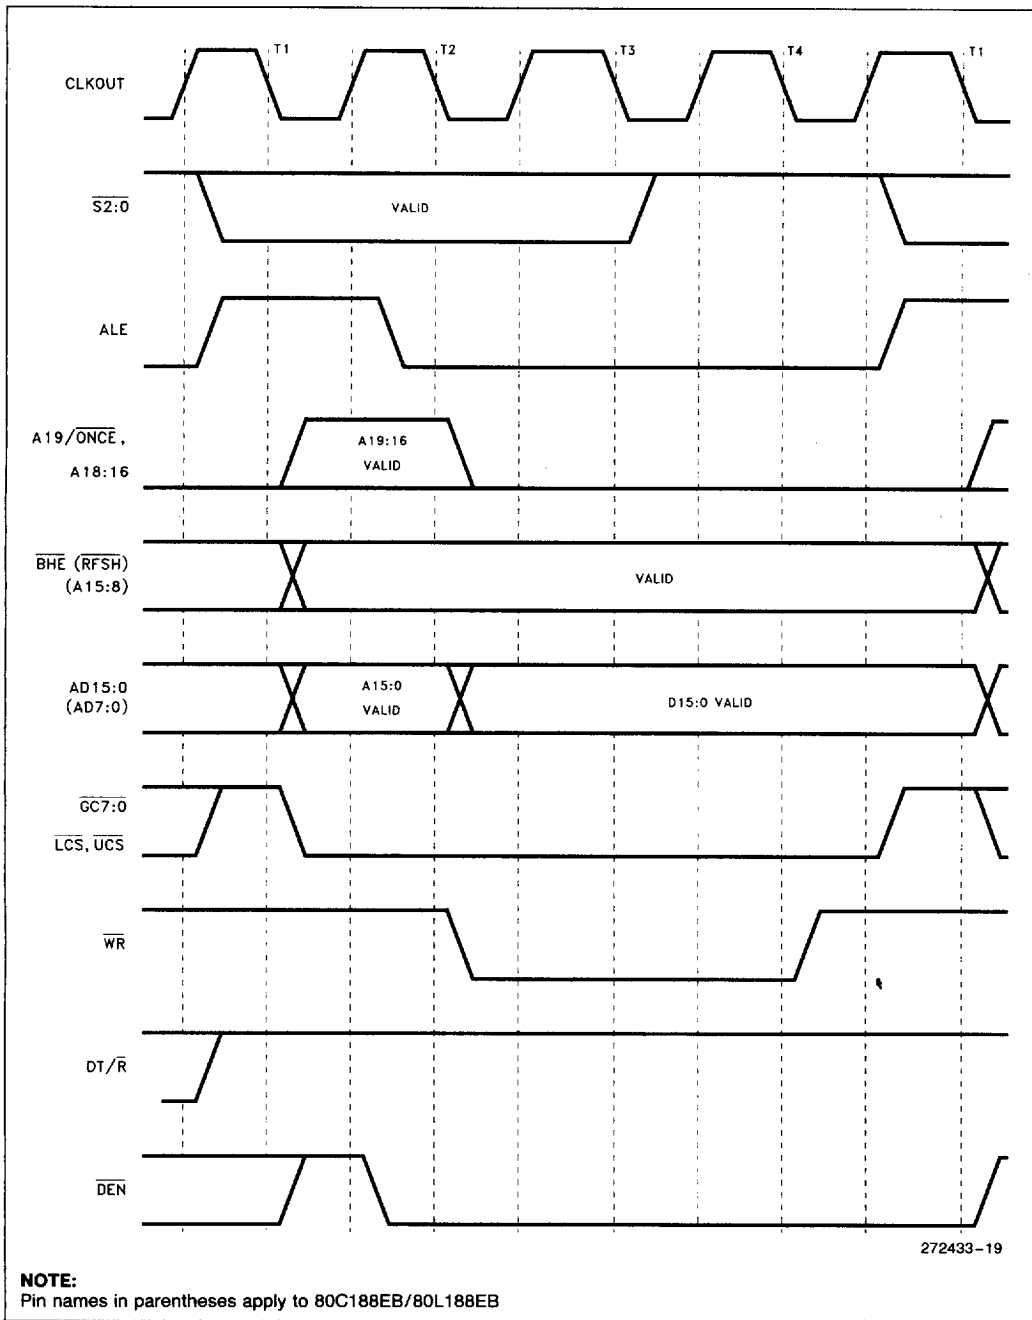 T1 T2 T3 T4 T1
CLKOUT
S2:0
VALID
ALE
A19/ONCE,
A18:16
A19:16
VALID
BHE (RFSH)
(A15:8)
VALID
AD15:0
(AD7:0)
A15:0
VALID
D15:0 VALID
GC7:0
LCS, UCS
WR
DT/R
DEN
272433-19
NOTE:
Pin names in parentheses apply to 80C188EB/80L188EB